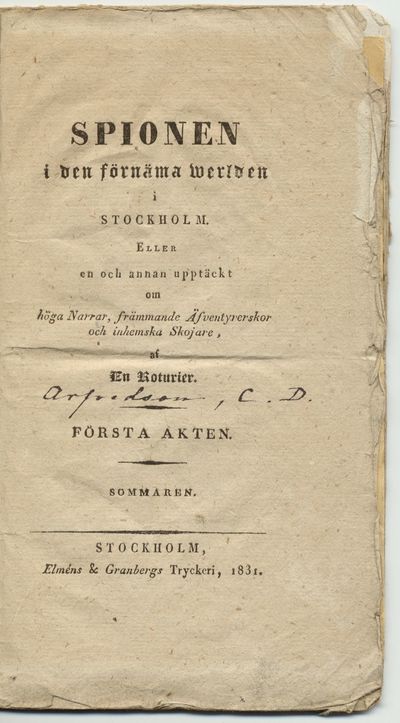 SPIONEN
i den förnäma werlden
i
STOCKHOLM.
ELLER
en och annan upptäckt
om
höga Narrar, främmande Äfventyrerskor
och inhemska Skojare,
af
En Roturier.
Arfvedson, C. D.
FÖRSTA AKTEN.
SOMMAREN.
STOCKHOLM,
Elméns & Granbergs Tryckeri, 1831.